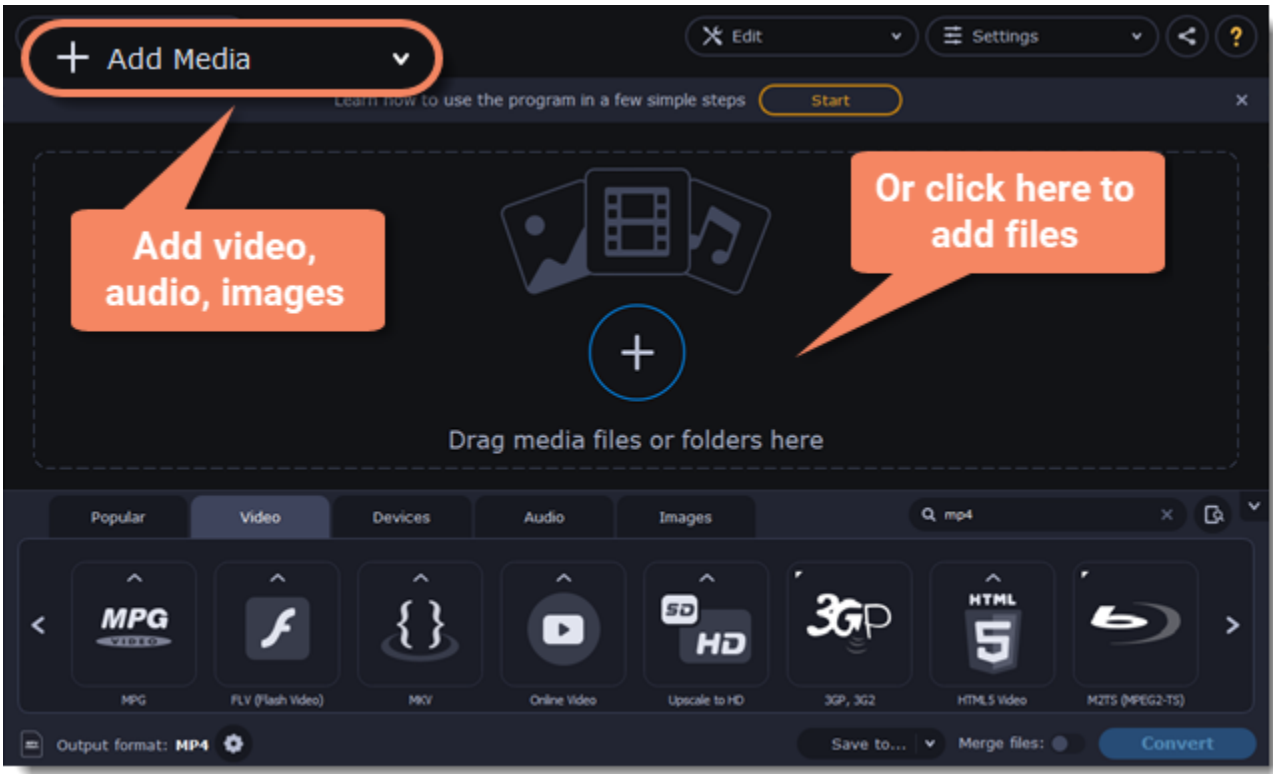 Add Media
Edit
Settings
?
Learn how to use the program in a few simple steps
Start
Add video,
audio, images
Or click here to
add files
Drag media files or folders here
Popular
Video
Devices
Audio
Images
mp4
MPG
VIDEO
SD
HD
3GP
HTML
5
MPG
FLV (Flash Video)
MKV
Online Video
Upscale to HD
3GP, 3G2
HTML5 Video
M2TS (MPEG2-TS)
Output format: MP4
Save to...
Merge files:
Convert